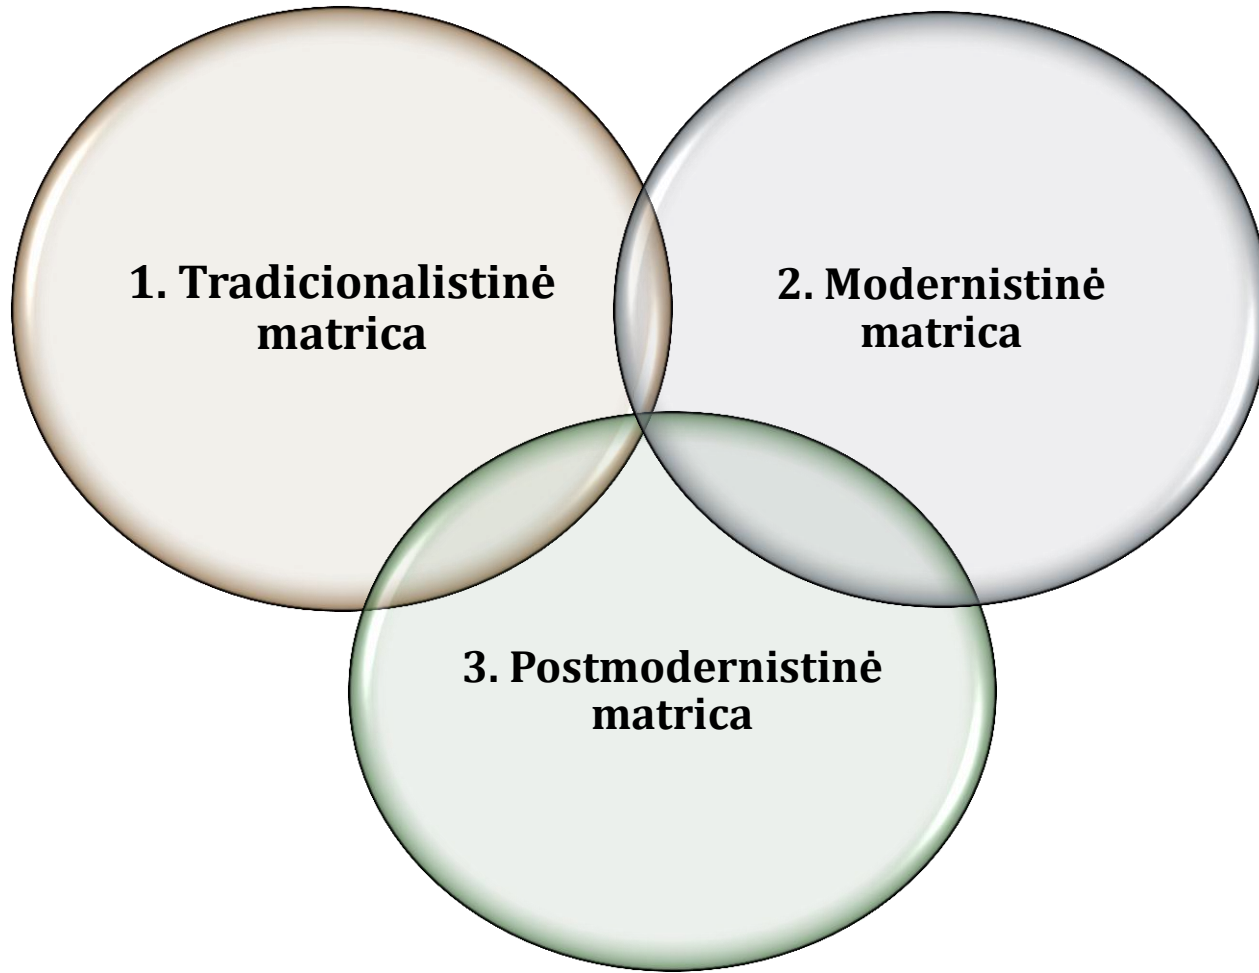 1. Tradicionalistinė
matrica
2. Modernistinė
matrica
3. Postmodernistinė
matrica